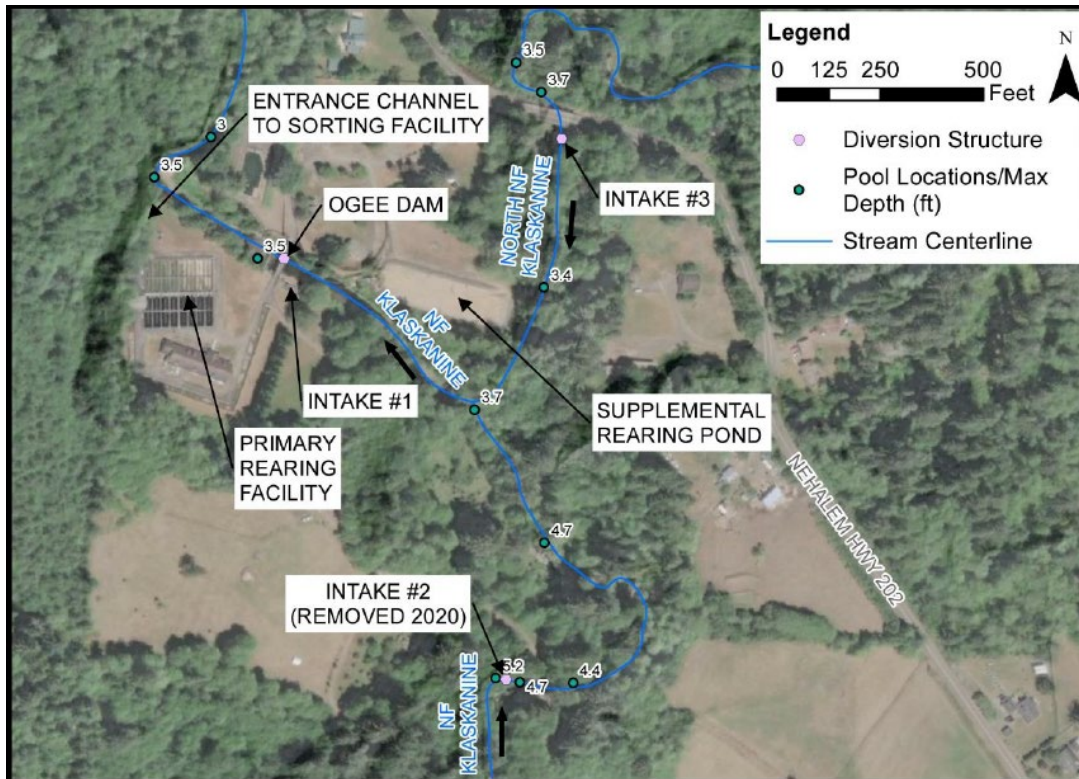 Legend
N
0 125 250 500
Feet
Diversion Structure
Pool Locations/Max
Depth (ft)
Stream Centerline
3.5
3.7
ENTRANCE CHANNEL
TO SORTING FACILITY
3
3.5
NORTH NF
KLASKANINE
INTAKE #3
OGEE DAM
3.5
3.4
NF
KLASKANINE
INTAKE #1
3.7
SUPPLEMENTAL
REARING POND
PRIMARY
REARING
FACILITY
NEHALEM HWY 202
4.7
INTAKE #2
(REMOVED 2020)
5.2
4.7
4.4
NF
KLASKANINE